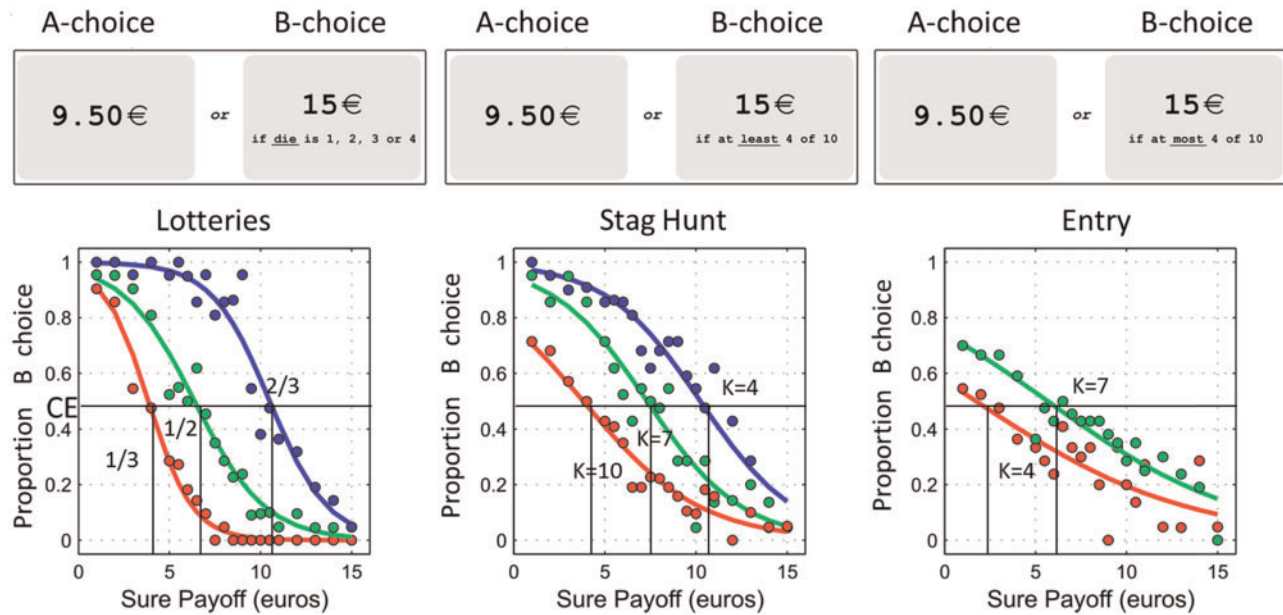 A-choice B-choice A-choice B-choice A-choice B-choice
9.50€ or 15€ 9.50€ or 15€ 9.50€ or 15€
if die is 1, 2, 3 or 4 if at least 4 of 10 if at most 4 of 10
Lotteries
Proportion B choice
1
0.8
0.6
CE
0.4
0.2
0
2/3
1/2
1/3
0 5 10 15
Sure Payoff (euros)
Stag Hunt
Proportion B choice
1
0.8
0.6
0.4
0.2
0
K=4
K=7
K=10
0 5 10 15
Sure Payoff (euros)
Entry
Proportion B choice
1
0.8
0.6
0.4
0.2
0
K=7
K=4
0 5 10 15
Sure Payoff (euros)